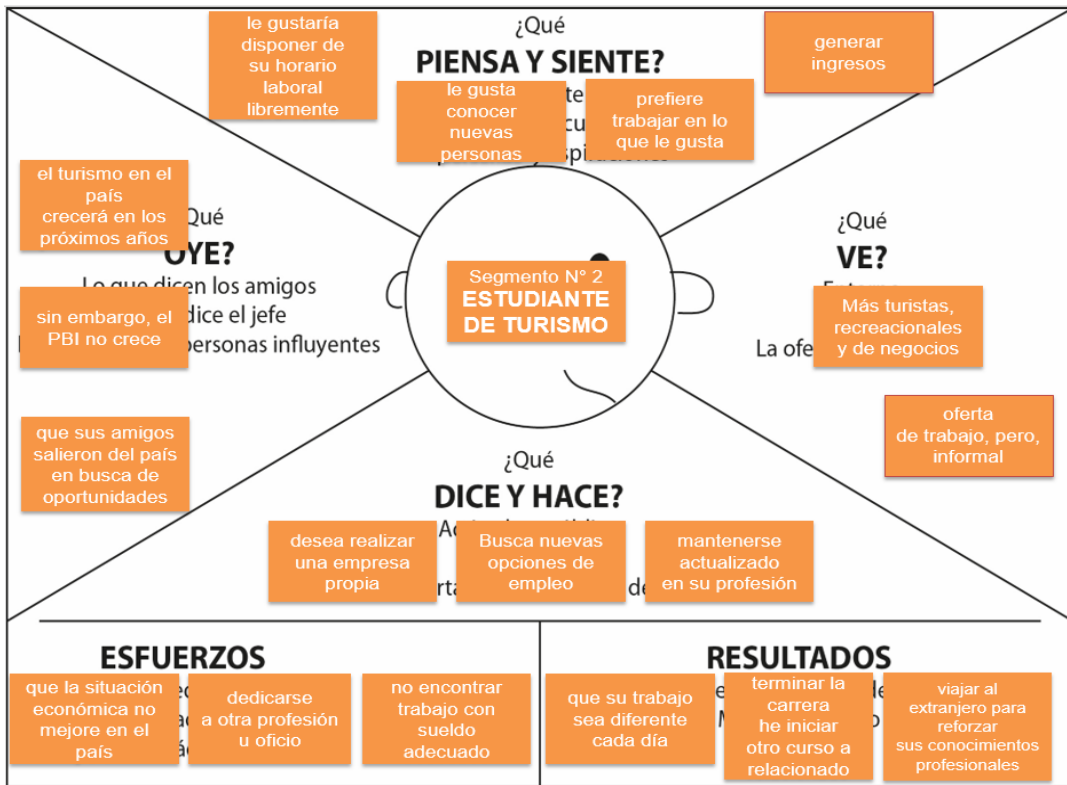 ¿Qué
PIENSA Y SIENTE?
le gustaría
disponer de
su horario
laboral
libremente
le gusta
conocer
nuevas
personas
prefiere
trabajar en lo
que le gusta
generar
ingresos
el turismo en el
país
crecerá en los
próximos años
Qué
OYE?
Lo que dicen los amigos
dice el jefe
personas influyentes
sin embargo, el
PBI no crece
que sus amigos
salieron del país
en busca de
oportunidades
Segmento N° 2
ESTUDIANTE
DE TURISMO
¿Qué
VE?
La ofe
Más turistas,
recreacionales
y de negocios
oferta
de trabajo, pero,
informal
¿Qué
DICE Y HACE?
desea realizar
una empresa
propia
Busca nuevas
opciones de
empleo
mantenerse
actualizado
en su profesión
ESFUERZOS
que la situación
económica no
mejore en el
país
dedicarse
a otra profesión
u oficio
no encontrar
trabajo con
sueldo
adecuado
RESULTADOS
que su trabajo
sea diferente
cada día
terminar la
carrera
he iniciar
otro curso a
relacionado
viajar al
extranjero para
reforzar
sus conocimientos
profesionales